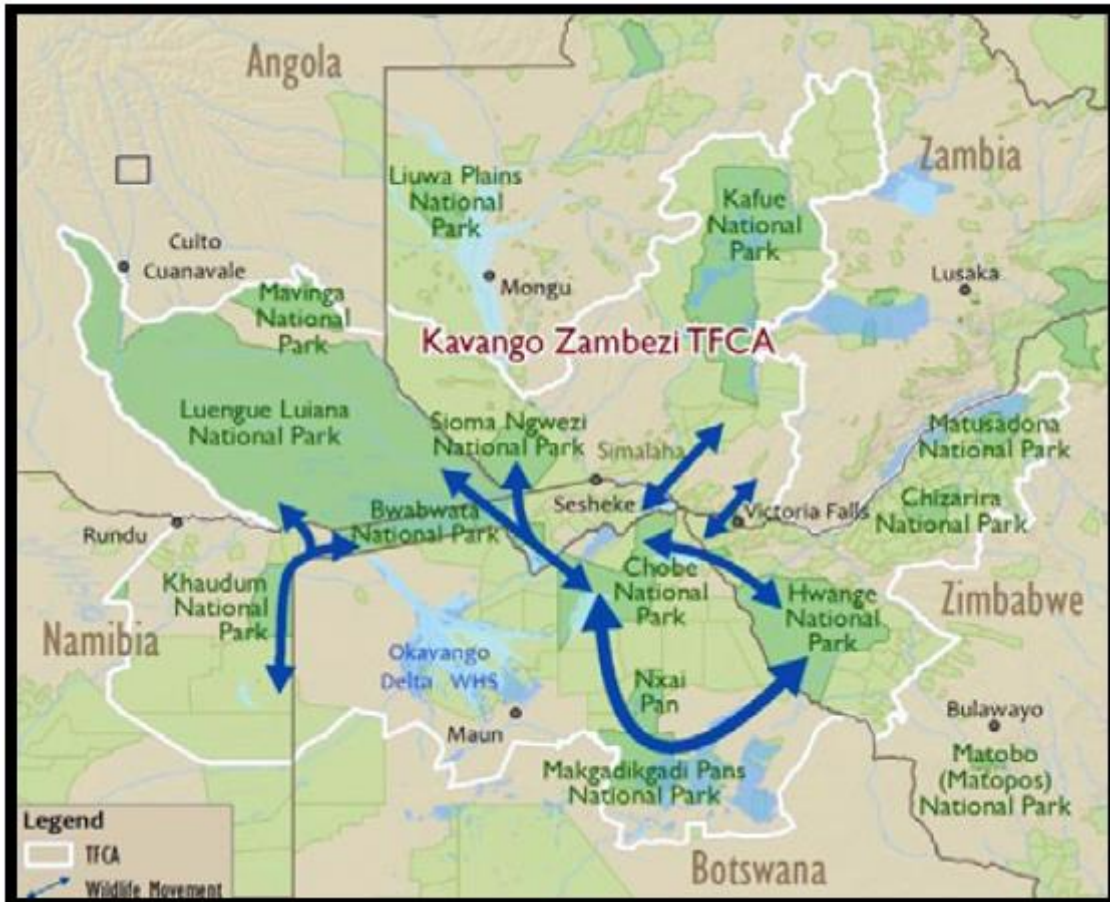 Angola
Zambia
Liuwa Plains
National
Park
Kafue
National
Park
Cuito
Cuanavale
Mongu
Lusaka
Mavinga
National
Park
Kavango Zambezi TFCA
Luengue Luiana
National Park
Sioma Ngwezi
National Park
Simalaha
Matusadona
National Park
Sesheke
Victoria Falls
Chizarira
National Park
Rundu
Bwabwata
National Park
Khaudum
National
Park
Chobe
National
Park
Hwange
National
Park
Zimbabwe
Namibia
Okavango
Delta WHS
Nxai
Pan
Maun
Bulawayo
Makgadikgadi Pans
National Park
Matobo
(Matopos)
National Park
Botswana
Legend
TFCA
Wildlife Movement